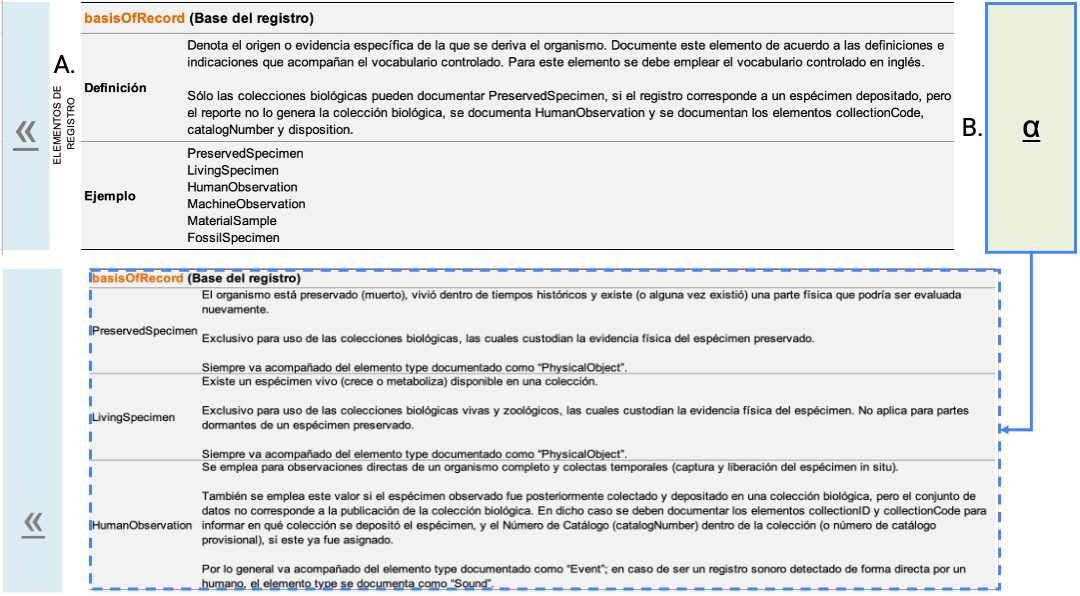 «
A.
ELEMENTOS DE
REGISTRO
basisOfRecord (Base del registro)
Definición
Denota el origen o evidencia específica de la que se deriva el organismo. Documente este elemento de acuerdo a las definiciones e
indicaciones que acompañan el vocabulario controlado. Para este elemento se debe emplear el vocabulario controlado en inglés.
Sólo las colecciones biológicas pueden documentar PreservedSpecimen, si el registro corresponde a un espécimen depositado, pero
el reporte no lo genera la colección biológica, se documenta HumanObservation y se documentan los elementos collectionCode,
catalogNumber y disposition.
Ejemplo
PreservedSpecimen
LivingSpecimen
HumanObservation
MachineObservation
MaterialSample
FossilSpecimen
B.
α
«
basisOfRecord (Base del registro)
PreservedSpecimen
El organismo está preservado (muerto), vivió dentro de tiempos históricos y existe (o alguna vez existió) una parte física que podría ser evaluada
nuevamente.
Exclusivo para uso de las colecciones biológicas, las cuales custodian la evidencia física del espécimen preservado.
Siempre va acompañado del elemento type documentado como "PhysicalObject".
LivingSpecimen
Existe un espécimen vivo (crece o metaboliza) disponible en una colección.
Exclusivo para uso de las colecciones biológicas vivas y zoológicos, las cuales custodian la evidencia física del espécimen. No aplica para partes
dormantes de un espécimen preservado.
Siempre va acompañado del elemento type documentado como "PhysicalObject".
HumanObservation
Se emplea para observaciones directas de un organismo completo y colectas temporales (captura y liberación del espécimen in situ).
También se emplea este valor si el espécimen observado fue posteriormente colectado y depositado en una colección biológica, pero el conjunto de
datos no corresponde a la publicación de la colección biológica. En dicho caso se deben documentar los elementos collectionID y collectionCode para
informar en qué colección se depositó el espécimen, y el Número de Catálogo (catalogNumber) dentro de la colección (o número de catálogo
provisional), si este ya fue asignado.
Por lo general va acompañado del elemento type documentado como "Event"; en caso de ser un registro sonoro detectado de forma directa por un
humano, el elemento type se documenta como "Sound".